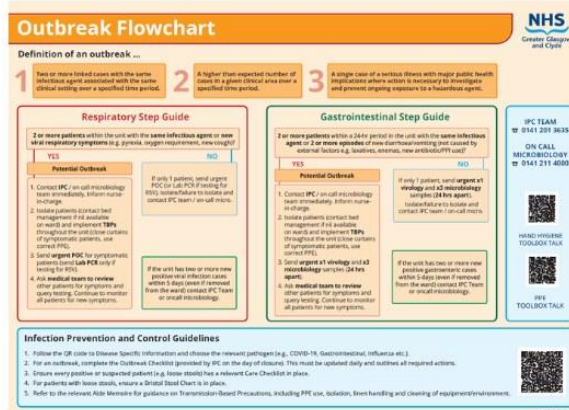 Outbreak Flowchart
NHS
Greater Glasgow
and Clyde
Definition of an outbreak ...
1
Two or more linked cases with the same
infectious agent associated with the same
clinical setting over a specified time period.
2
A higher than expected number of
cases in a given clinical area over a
specified time period.
3
A single case of a serious illness with major public health
implications where action is necessary to investigate
and prevent ongoing exposure to a hazardous agent.
Respiratory Step Guide
2 or more patients within the unit with the same infectious agent or new
viral respiratory symptoms (e.g. pyrexia, oxygen requirement, new cough)?
YES
NO
Potential Outbreak
1. Contact IPC / on call microbiology
team immediately. Inform nurse-
in-charge.
2. Isolate patients (contact bed
management if not available
on ward) and implement TBPs
throughout the unit (close curtains
of symptomatic patients, use
correct PPE).
3. Send urgent POC for symptomatic
patients (send Lab PCR only if
testing for RSV).
4. Ask medical team to review
other patients for symptoms and
query testing. Continue to monitor
all patients for new symptoms.
If only 1 patient, send urgent
POC (or Lab PCR if testing for
RSV). Isolate/failure to isolate and
contact IPC team / on-call micro.
If the unit has two or more new
positive viral infection cases
within 5 days (even if removed
from the ward) contact IPC Team
or oncall microbiology.
Gastrointestinal Step Guide
2 or more patients within a 24-hr period in the unit with the same infectious
agent or 2 or more episodes of new diarrhoea/vomiting (not caused by
external factors e.g. laxatives, enemas, new antibiotic/PPI use)?
YES
NO
Potential Outbreak
1. Contact IPC / on call microbiology
team immediately. Inform nurse-
in-charge.
2. Isolate patients (contact bed
management if not available
on ward) and implement TBPs
throughout the unit (close curtains
of symptomatic patients, use
correct PPE).
3. Send urgent x1 virology and x3
microbiology samples (24 hrs
apart).
4. Ask medical team to review
other patients for symptoms and
query testing. Continue to monitor
all patients for new symptoms.
If only 1 patient, send urgent x1
virology and x3 microbiology
samples (24 hrs apart).
Isolate/failure to isolate and
contact IPC team / on-call micro.
If the unit has two or more new
positive gastroenteric cases
within 5 days (even if removed
from the ward) contact IPC Team
or oncall microbiology.
IPC TEAM
☎ 0141 201 3635
ON CALL
MICROBIOLOGY
☎ 0141 211 4000
HAND HYGIENE
TOOLBOX TALK
PPE
TOOLBOX TALK
Infection Prevention and Control Guidelines
1. Follow the QR code to Disease Specific Information and choose the relevant pathogen (e.g., COVID-19, Gastrointestinal, Influenza etc.).
2. For an outbreak, complete the Outbreak Checklist (provided by IPC on the day of closure). This must be updated daily and outlines all required actions.
3. Ensure every positive or suspected patient (e.g. loose stools) has a relevant Care Checklist in place.
4. For patients with loose stools, ensure a Bristol Stool Chart is in place.
5. Refer to the relevant Aide Memoire for guidance on Transmission-Based Precautions, including PPE use, isolation, linen handling and cleaning of equipment/environment.